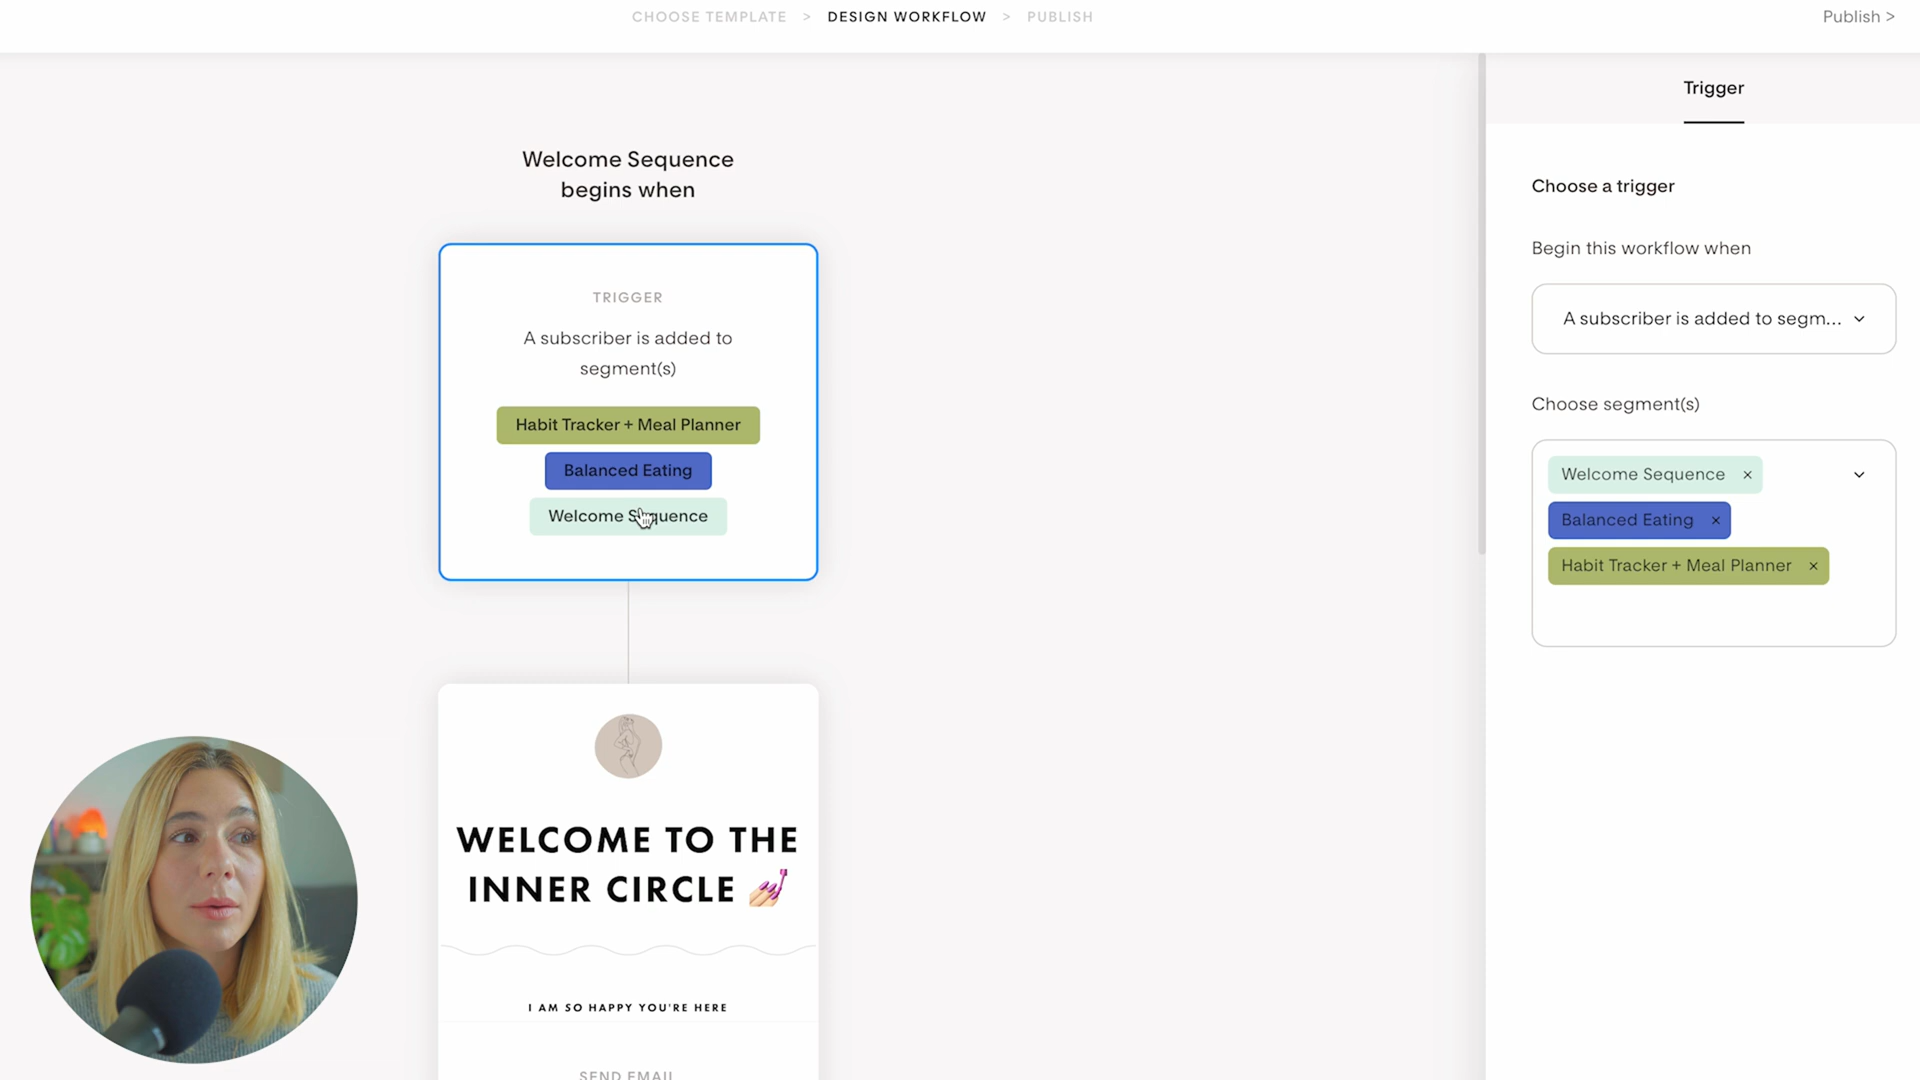 CHOOSE TEMPLATE > DESIGN WORKFLOW > PUBLISH
Publish >
Welcome Sequence
begins when
TRIGGER
A subscriber is added to
segment(s)
Habit Tracker + Meal Planner
Balanced Eating
Welcome Sequence
WELCOME TO THE
INNER CIRCLE 💅🏻
I AM SO HAPPY YOU'RE HERE
SEND EMAIL
Trigger
Choose a trigger
Begin this workflow when
A subscriber is added to segm...
Choose segment(s)
Welcome Sequence ×
Balanced Eating ×
Habit Tracker + Meal Planner ×